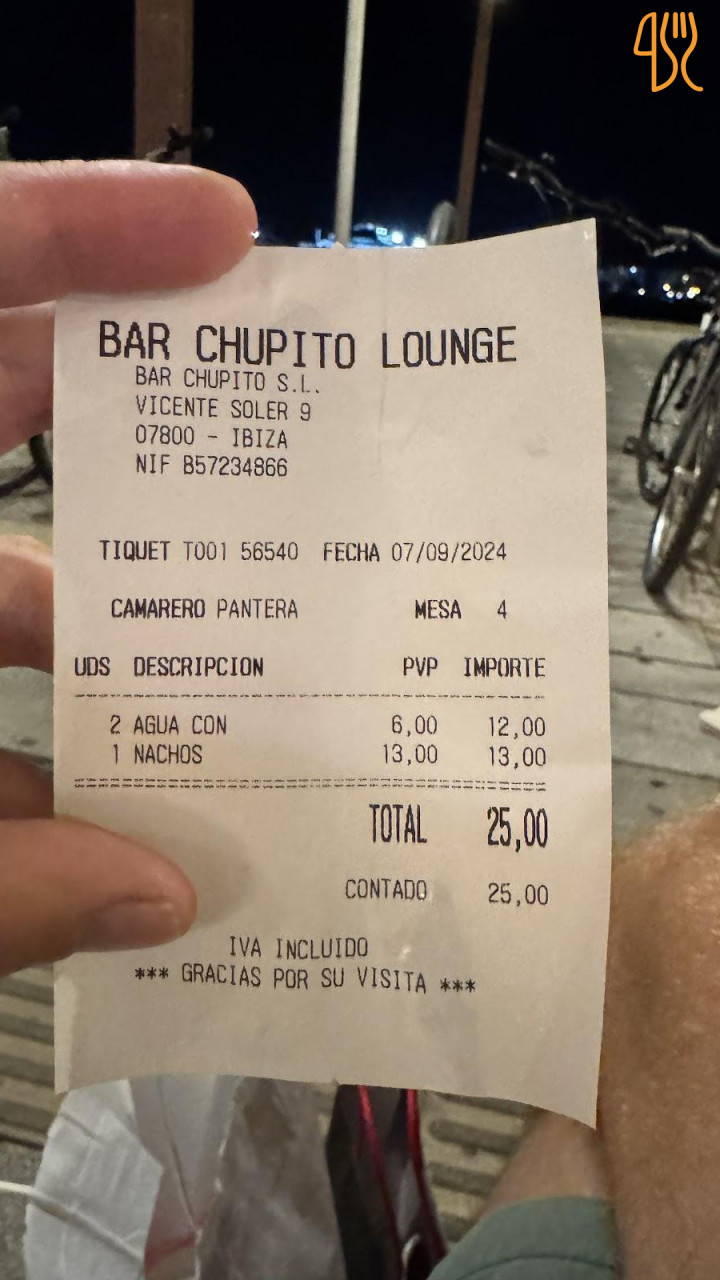 BAR CHUPITO LOUNGE
BAR CHUPITO S.L.
VICENTE SOLER 9
07800 - IBIZA
NIF B57234866
TIQUET T001 56540 FECHA 07/09/2024
CAMARERO PANTERA MESA 4
UDS DESCRIPCION PVP IMPORTE
2 AGUA CON 6,00 12,00
1 NACHOS 13,00 13,00
TOTAL 25,00
CONTADO 25,00
IVA INCLUIDO
*** GRACIAS POR SU VISITA ***